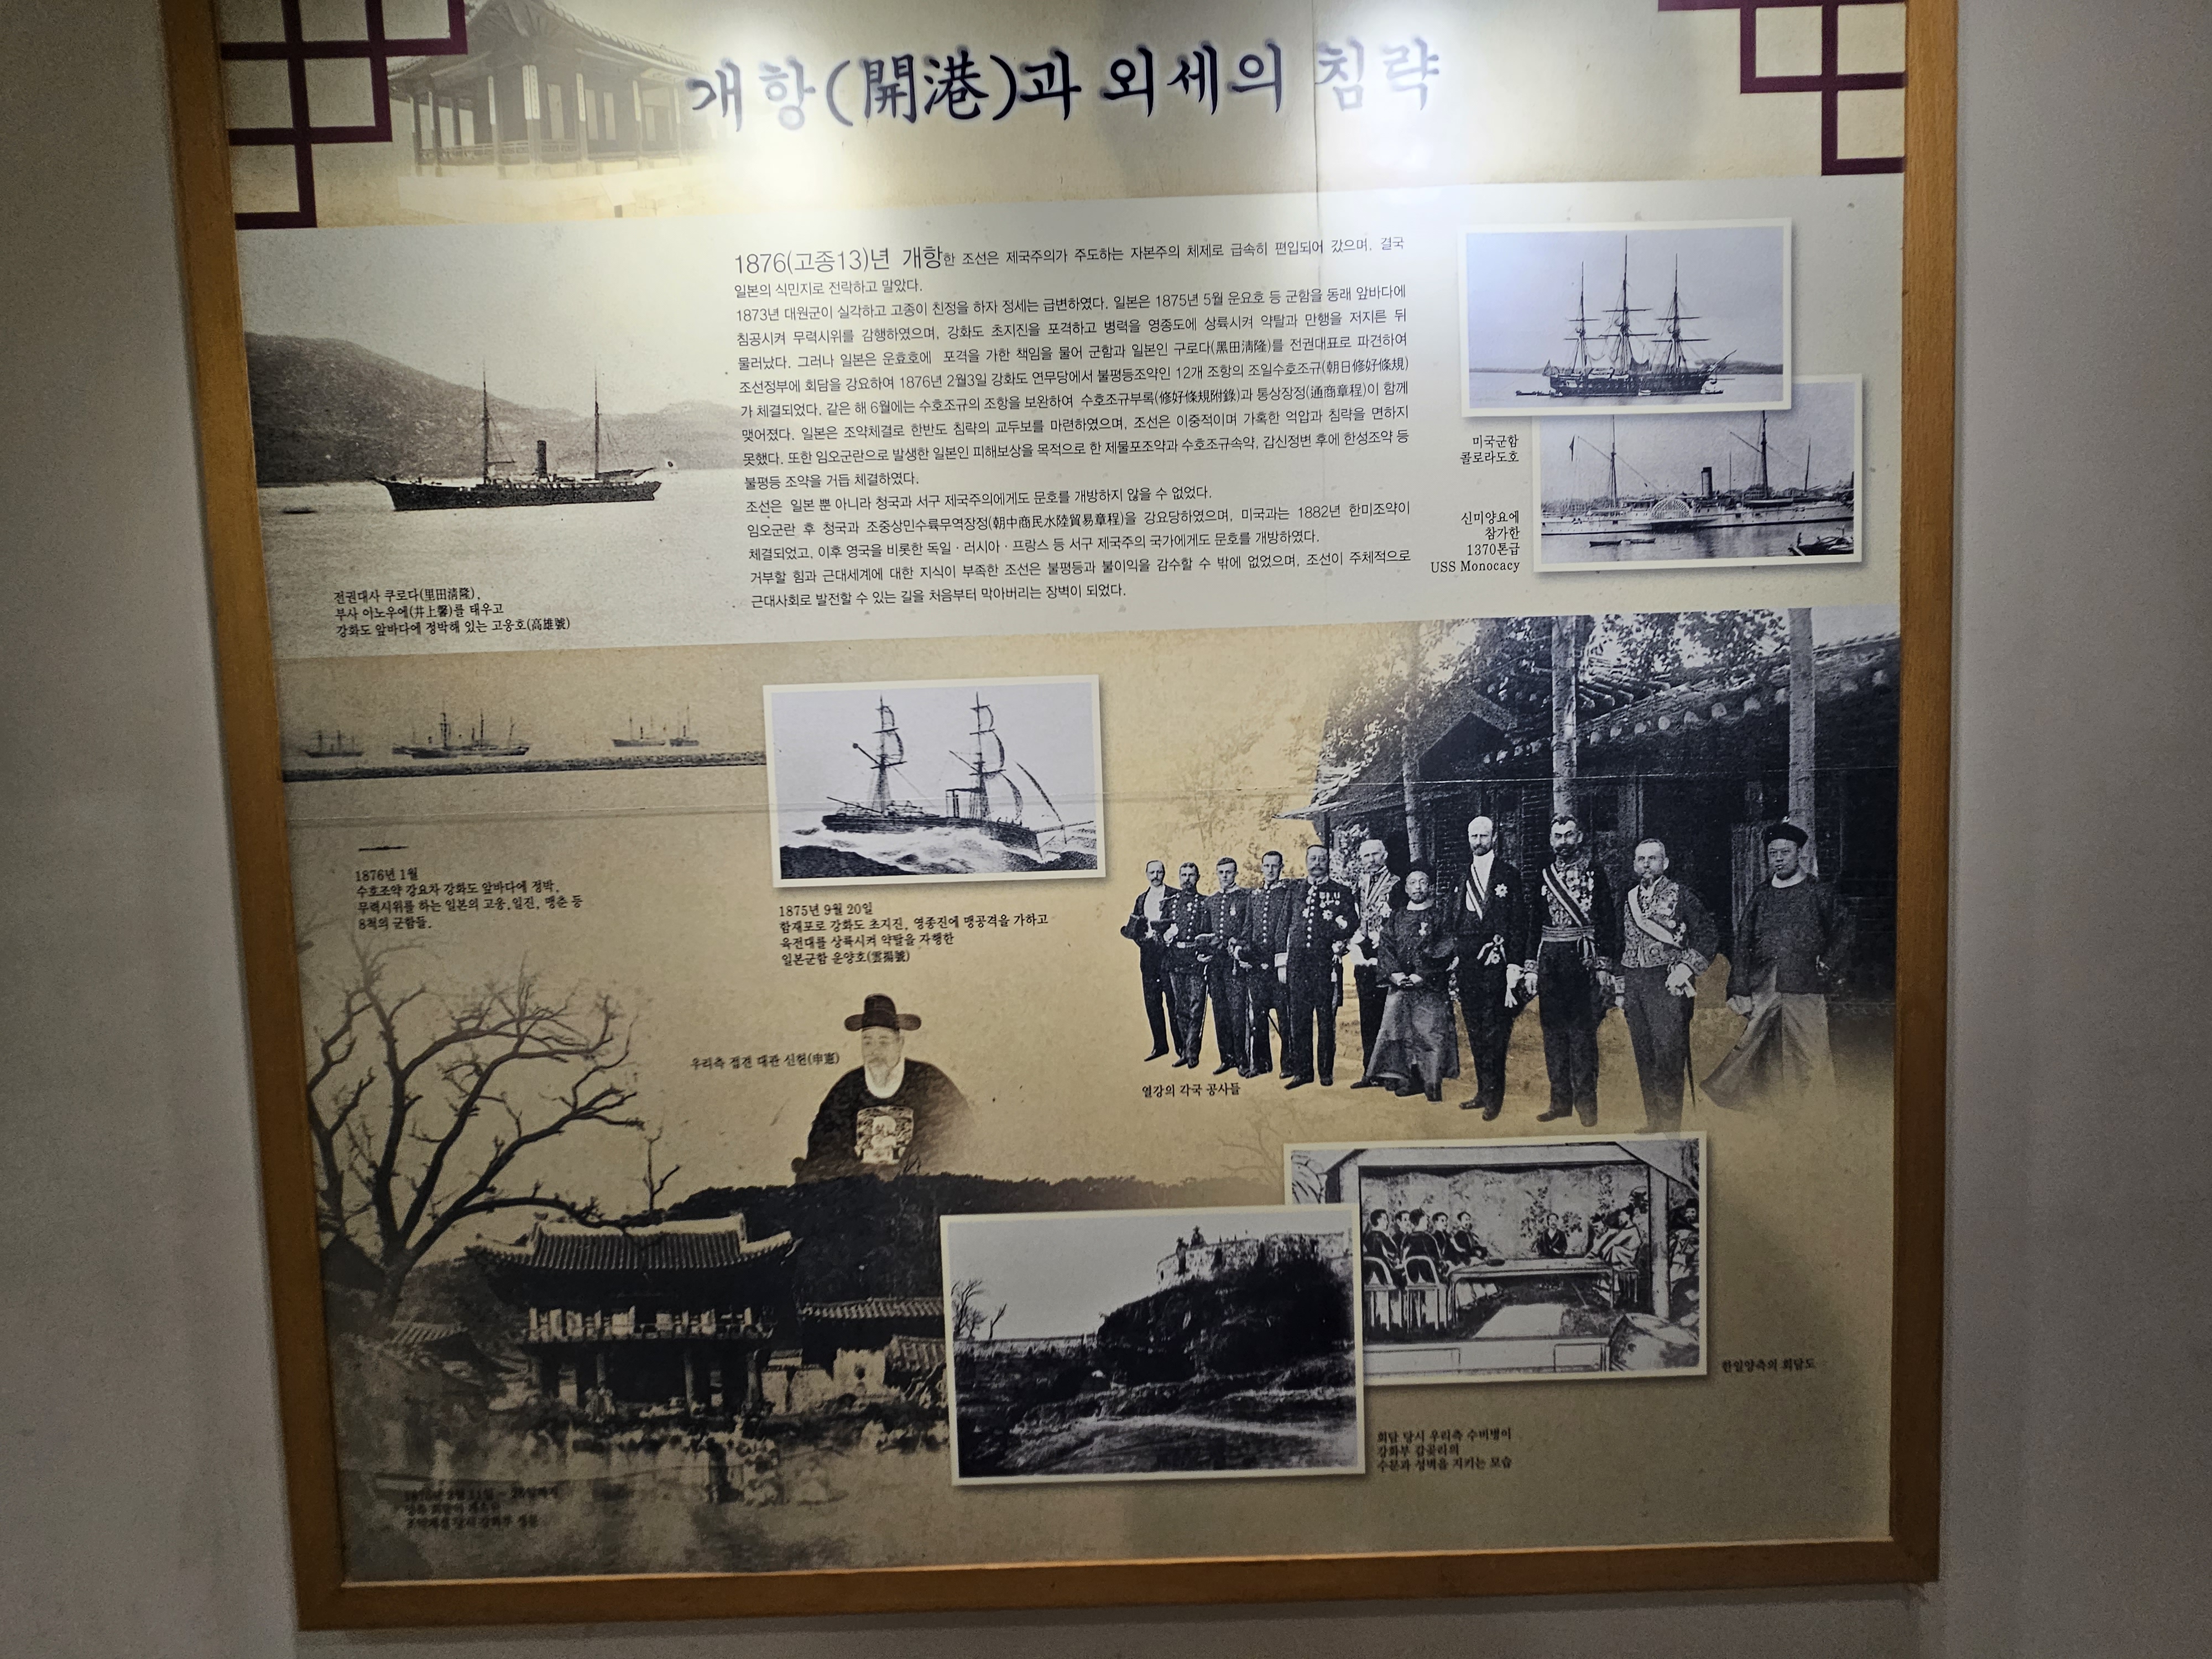 개항(開港)과 외세의 침략
1876(고종13)년 개항한 조선은 제국주의가 주도하는 자본주의 체제로 급속히 편입되어 갔으며, 결국
일본의 식민지로 전락하고 말았다.
1873년 대원군이 실각하고 고종이 친정을 하자 정세는 급변하였다. 일본은 1875년 5월 운요호 등 군함을 동래 앞바다에
침공시켜 무력시위를 감행하였으며, 강화도 초지진을 포격하고 병력을 영종도에 상륙시켜 약탈과 만행을 저지른 뒤
물러났다. 그러나 일본은 운효호에 포격을 가한 책임을 물어 군함과 일본인 구로다(黑田淸隆)를 전권대표로 파견하여
조선정부에 회담을 강요하여 1876년 2월3일 강화도 연무당에서 불평등조약인 12개 조항의 조일수호조규(朝日修好條規)
가 체결되었다. 같은 해 6월에는 수호조규의 조항을 보완하여 수호조규부록(修好條規附錄)과 통상장정(通商章程)이 함께
맺어졌다. 일본은 조약체결로 한반도 침략의 교두보를 마련하였으며, 조선은 이중적이며 가혹한 억압과 침략을 면하지
못했다. 또한 임오군란으로 발생한 일본인 피해보상을 목적으로 한 제물포조약과 수호조규속약, 갑신정변 후에 한성조약 등
불평등 조약을 거듭 체결하였다.
조선은 일본 뿐 아니라 청국과 서구 제국주의에게도 문호를 개방하지 않을 수 없었다.
임오군란 후 청국과 조중상민수륙무역장정(朝中商民水陸貿易章程)을 강요당하였으며, 미국과는 1882년 한미조약이
체결되었고, 이후 영국을 비롯한 독일 · 러시아 · 프랑스 등 서구 제국주의 국가에게도 문호를 개방하였다.
거부할 힘과 근대세계에 대한 지식이 부족한 조선은 불평등과 불이익을 감수할 수 밖에 없었으며, 조선이 주체적으로
근대사회로 발전할 수 있는 길을 처음부터 막아버리는 장벽이 되었다.
미국군함
콜로라도호
신미양요에
참가한
1370톤급
USS Monocacy
전권대사 쿠로다(里田淸隆),
부사 이노우에(井上馨)를 태우고
강화도 앞바다에 정박해 있는 고웅호(高雄號)
1876년 1월
수호조약 강요차 강화도 앞바다에 정박,
무력시위를 하는 일본의 고웅, 일진, 맹춘 등
8척의 군함들.
1875년 9월 20일
함재포로 강화도 초지진, 영종진에 맹공격을 가하고
육전대를 상륙시켜 약탈을 자행한
일본군함 운양호(雲揚號)
우리측 접견 대관 신헌(申憲)
열강의 각국 공사들
한일양측의 회담도
회담 당시 우리측 수비병이
강화부 갑곶리의
수문과 성벽을 지키는 모습